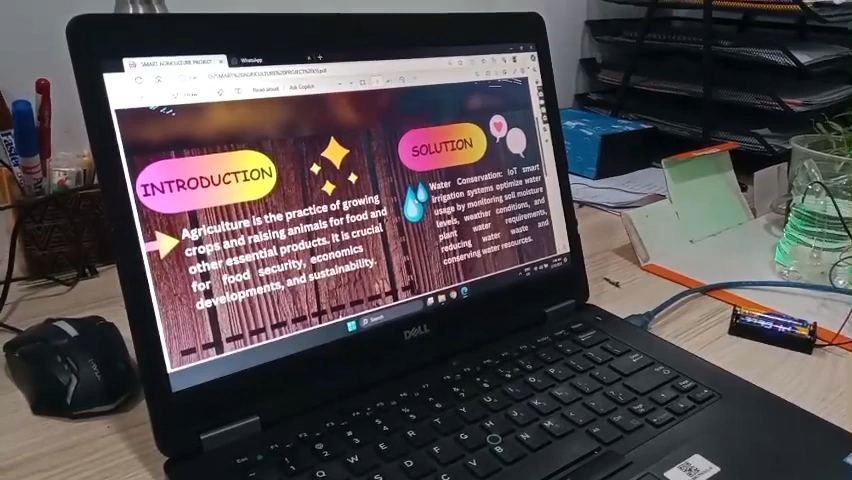 SMART AGRICULTURE PROJECT
WhatsApp
Read aloud
Ask Copilot
INTRODUCTION
Agriculture is the practice of growing
crops and raising animals for food and
other essential products. It is crucial
for food security, economics
developments, and sustainability.
SOLUTION
Water Conservation: IoT smart
irrigation systems optimize water
usage by monitoring soil moisture
levels, weather conditions, and
plant water requirements,
reducing water waste and
conserving water resources.
Search
DELL